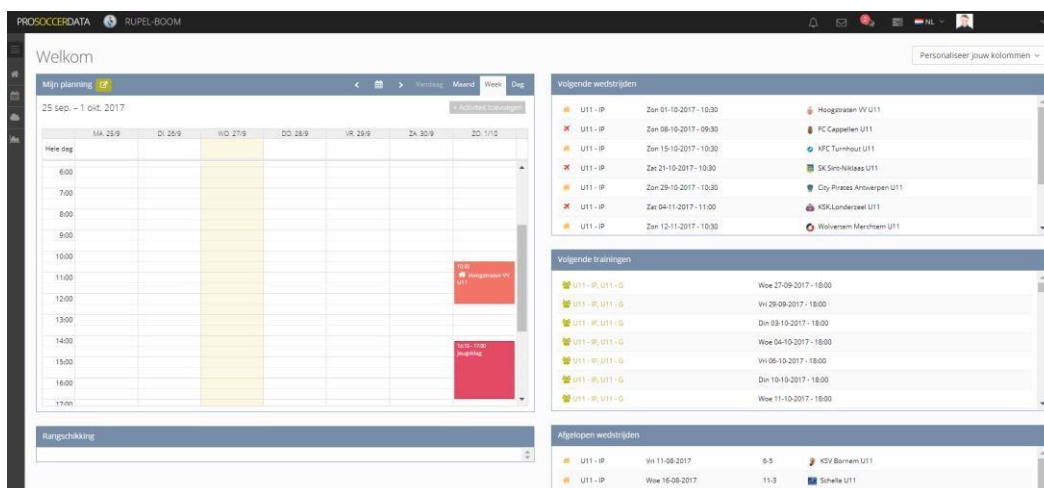 PROSOCCERDATA RUPEL-BOOM
2 NL
Welkom
Personaliseer jouw kolommen
Mijn planning
Vandaag Maand Week Dag
25 sep. – 1 okt. 2017
+ Activiteit toevoegen
MA. 25/9 DI. 26/9 WO. 27/9 DO. 28/9 VR. 29/9 ZA. 30/9 ZO. 1/10
Hele dag
6:00
7:00
8:00
9:00
10:00
11:00
12:00
13:00
14:00
15:00
16:00
17:00
10:30
Hoogstraten VV
U11
17:00
Jeugddag
Rangschikking
Volgende wedstrijden
U11 - IP Zon 01-10-2017 - 10:30 Hoogstraten VV U11
U11 - IP Zon 08-10-2017 - 09:30 FC Cappellen U11
U11 - IP Zon 15-10-2017 - 10:30 KFC Turnhout U11
U11 - IP Zat 21-10-2017 - 10:30 SK Sint-Niklaas U11
U11 - IP Zon 29-10-2017 - 10:30 City Pirates Antwerpen U11
U11 - IP Zat 04-11-2017 - 11:00 KSK.Londerzeel U11
U11 - IP Zon 12-11-2017 - 10:30 Wolvertem Merchtem U11
Volgende trainingen
U11 - IP, U11 - G Woe 27-09-2017 - 18:00
U11 - IP, U11 - G Vri 29-09-2017 - 18:00
U11 - IP, U11 - G Din 03-10-2017 - 18:00
U11 - IP, U11 - G Woe 04-10-2017 - 18:00
U11 - IP, U11 - G Vri 06-10-2017 - 18:00
U11 - IP, U11 - G Din 10-10-2017 - 18:00
U11 - IP, U11 - G Woe 11-10-2017 - 18:00
Afgelopen wedstrijden
U11 - IP Vri 11-08-2017 6-5 KSV Bornem U11
U11 - IP Woe 16-08-2017 11-3 Schelle U11